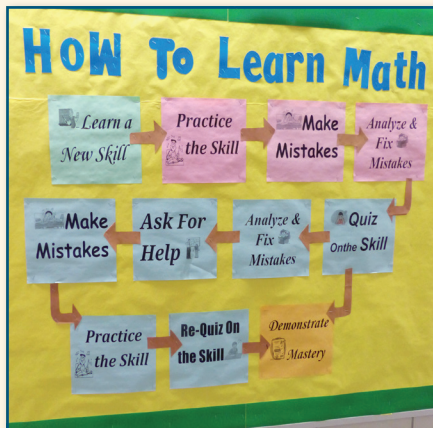 HoW To Learn Math
Learn a
New Skill
Practice
the Skill
Make
Mistakes
Analyze &
Fix
Mistakes
Quiz
Onthe Skill
Analyze &
Fix
Mistakes
Ask For
Help
Make
Mistakes
Practice
the Skill
Re-Quiz On
the Skill
Demonstrate
Mastery